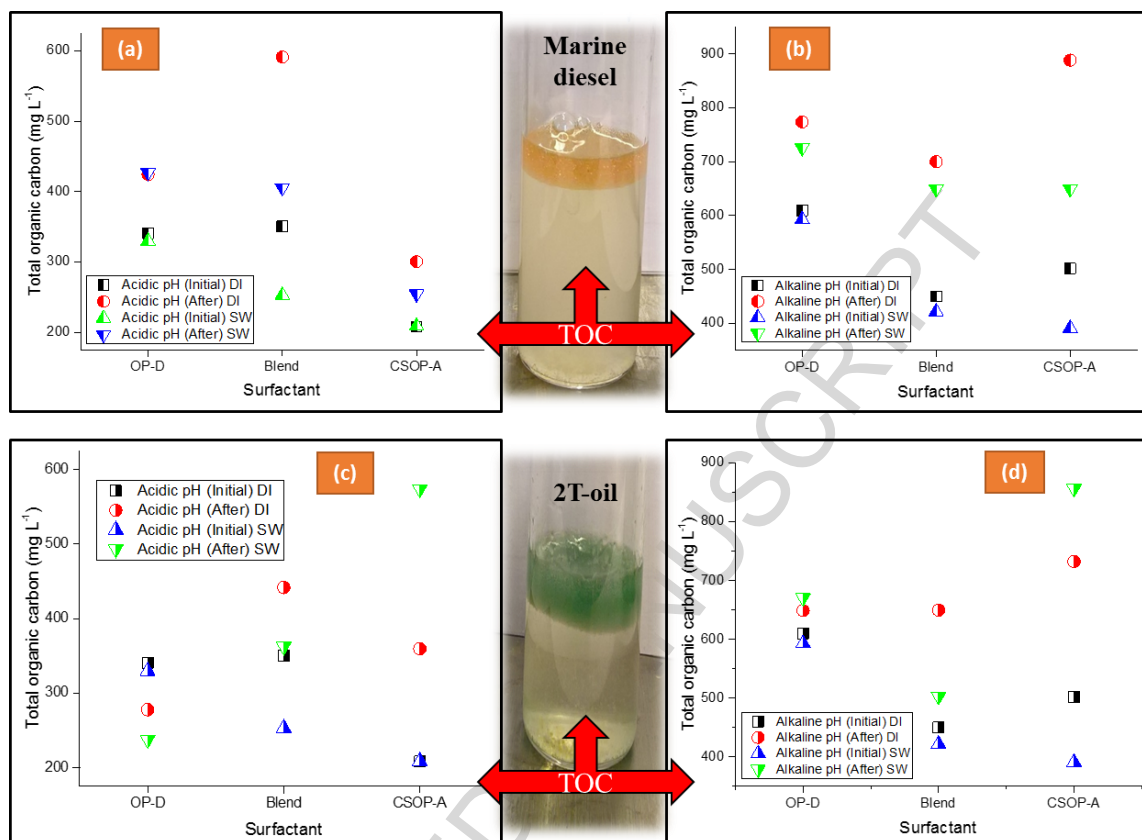 (a)
Total organic carbon (mg L⁻¹)
600
500
400
300
200
Acidic pH (Initial) DI
Acidic pH (After) DI
Acidic pH (Initial) SW
Acidic pH (After) SW
OP-D Blend CSOP-A
Surfactant
Marine
diesel
TOC
(b)
Total organic carbon (mg L⁻¹)
900
800
700
600
500
400
Alkaline pH (Initial) DI
Alkaline pH (After) DI
Alkaline pH (Initial) SW
Alkaline pH (After) SW
OP-D Blend CSOP-A
Surfactant
(c)
Total organic carbon (mg L⁻¹)
600
500
400
300
200
Acidic pH (Initial) DI
Acidic pH (After) DI
Acidic pH (Initial) SW
Acidic pH (After) SW
OP-D Blend CSOP-A
Surfactant
2T-oil
TOC
(d)
Total organic carbon (mg L⁻¹)
900
800
700
600
500
400
Alkaline pH (Initial) DI
Alkaline pH (After) DI
Alkaline pH (Initial) SW
Alkaline pH (After) SW
OP-D Blend CSOP-A
Surfactant